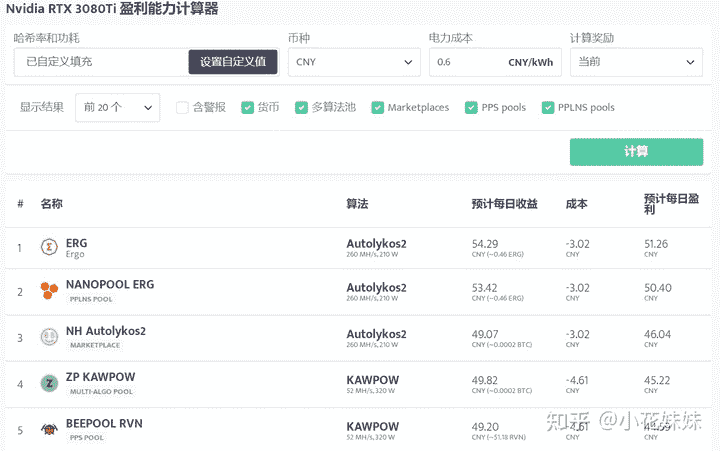 Nvidia RTX 3080Ti 盈利能力计算器
哈希率和功耗 币种 电力成本 计算奖励
已自定义填充 设置自定义值 CNY 0.6 CNY/kWh 当前
显示结果 前 20 个 含警报 货币 多算法池 Marketplaces PPS pools PPLNS pools
计算
# 名称 算法 预计每日收益 成本 预计每日盈利
1 ERG Autolykos2 54.29 -3.02 51.26
Ergo 260 MH/s, 210 W CNY (~0.46 ERG) CNY CNY
2 NANOPOOL ERG Autolykos2 53.42 -3.02 50.40
PPLNS POOL 260 MH/s, 210 W CNY (~0.46 ERG) CNY CNY
3 NH Autolykos2 Autolykos2 49.07 -3.02 46.04
MARKETPLACE 260 MH/s, 210 W CNY (~0.0002 BTC) CNY CNY
4 ZP KAWPOW KAWPOW 49.82 -4.61 45.22
MULTI-ALGO POOL 52 MH/s, 320 W CNY (~0.0002 BTC) CNY CNY
5 BEEPOOL RVN KAWPOW 49.20 -4.61 44.59
PPS POOL 52 MH/s, 320 W CNY (~51.18 RVN) CNY CNY
知乎 @小花妹妹